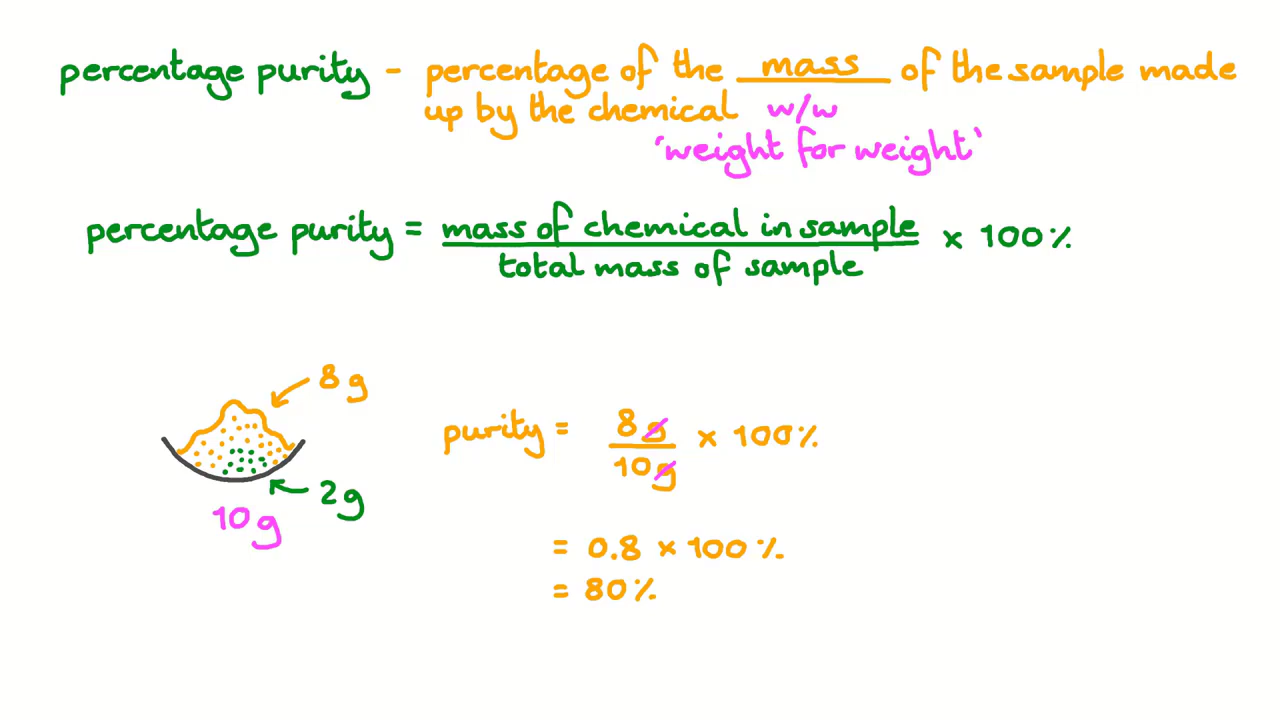 percentage purity - percentage of the mass of the sample made
up by the chemical w/w
'weight for weight'
percentage purity = mass of chemical in sample / total mass of sample × 100%
8g
2g
10g
purity = 8g / 10g × 100%
= 0.8 × 100%
= 80%